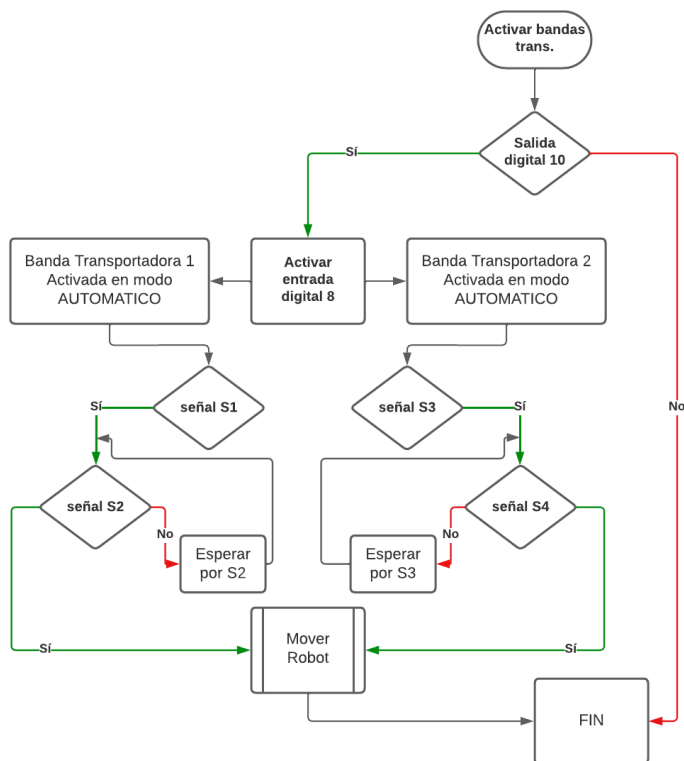 Activar bandas
trans.
Salida
digital 10
Sí
No
Banda Transportadora 1
Activada en modo
AUTOMATICO
Activar
entrada
digital 8
Banda Transportadora 2
Activada en modo
AUTOMATICO
señal S1
Sí
señal S3
Sí
señal S2
No
Esperar
por S2
señal S4
No
Esperar
por S3
Sí
Mover
Robot
Sí
FIN